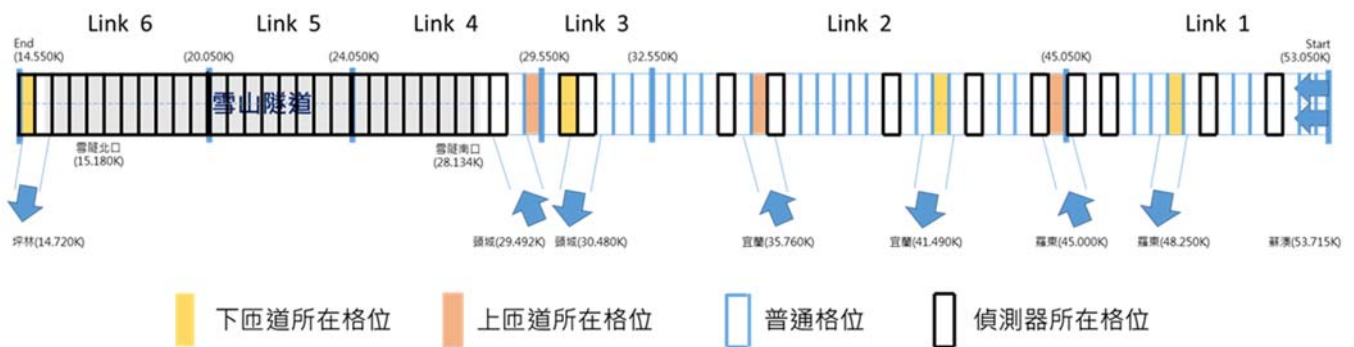 Link 6 Link 5 Link 4 Link 3 Link 2 Link 1
End
(14.550K) (20.050K) (24.050K) (29.550K) (32.550K) (45.050K) Start
(53.050K)
雪山隧道
雪隧北口
(15.180K)
雪隧南口
(28.134K)
坪林(14.720K) 頭城(29.492K) 頭城(30.480K) 宜蘭(35.760K) 宜蘭(41.490K) 羅東(45.000K) 羅東(48.250K) 蘇澳(53.715K)
下匝道所在格位 上匝道所在格位 普通格位 偵測器所在格位